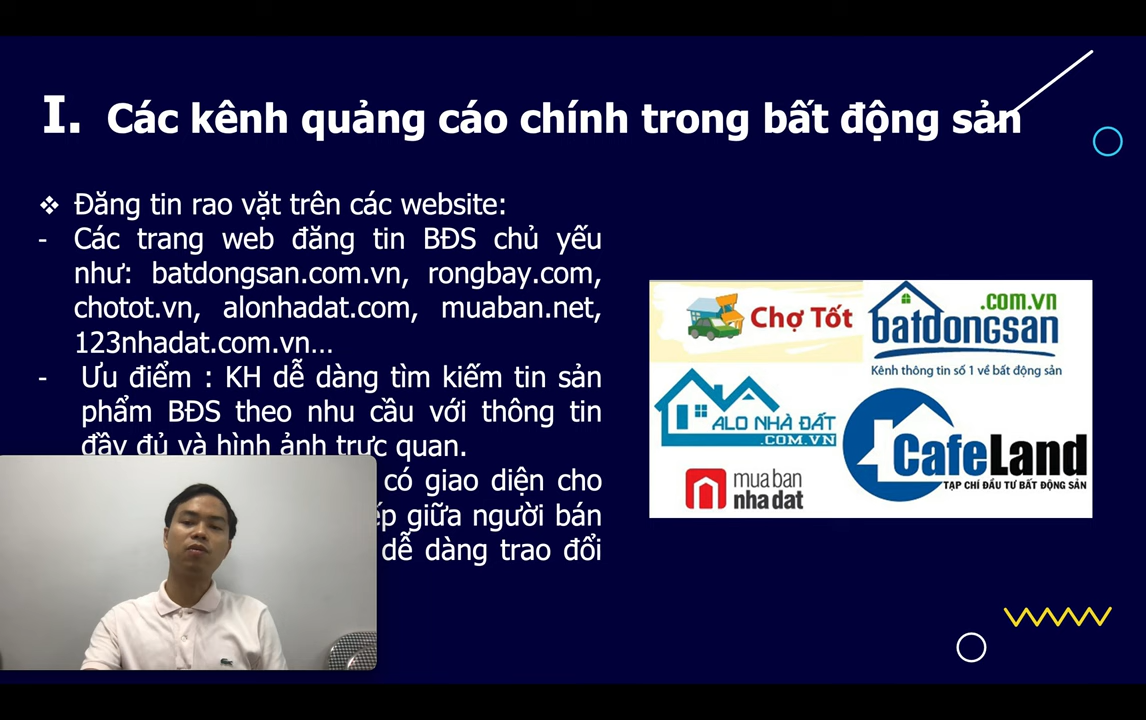 I. Các kênh quảng cáo chính trong bất động sản
❖ Đăng tin rao vặt trên các website:
- Các trang web đăng tin BĐS chủ yếu
như: batdongsan.com.vn, rongbay.com,
chotot.vn, alonhadat.com, muaban.net,
123nhadat.com.vn...
- Ưu điểm : KH dễ dàng tìm kiếm tin sản
phẩm BĐS theo nhu cầu với thông tin
đầy đủ và hình ảnh trực quan.
có giao diện cho
giữa người bán
dễ dàng trao đổi
Chợ Tốt
.com.vn
batdongsan
Kênh thông tin số 1 về bất động sản
ALO NHÀ ĐẤT
.COM.VN
CafeLand
TẠP CHÍ ĐẦU TƯ BẤT ĐỘNG SẢN
mua ban
nha dat